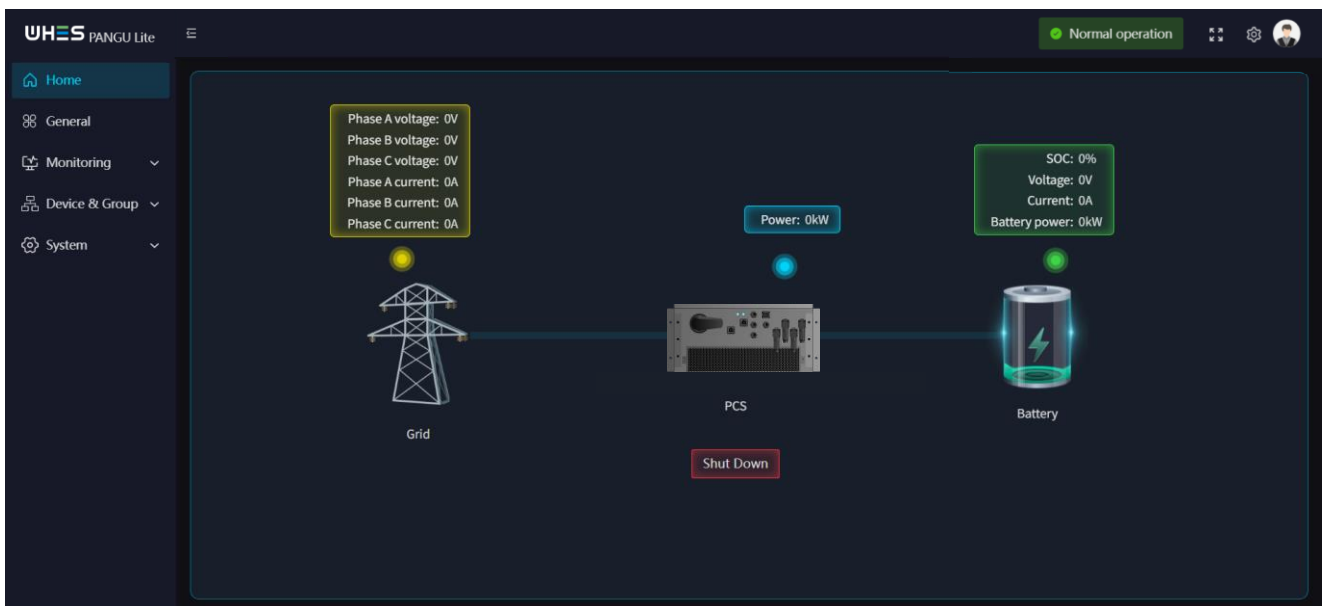 WHES PANGU Lite
Normal operation
Home
General
Monitoring
Device & Group
System
Phase A voltage: 0V
Phase B voltage: 0V
Phase C voltage: 0V
Phase A current: 0A
Phase B current: 0A
Phase C current: 0A
Power: 0kW
SOC: 0%
Voltage: 0V
Current: 0A
Battery power: 0kW
Grid
PCS
Battery
Shut Down